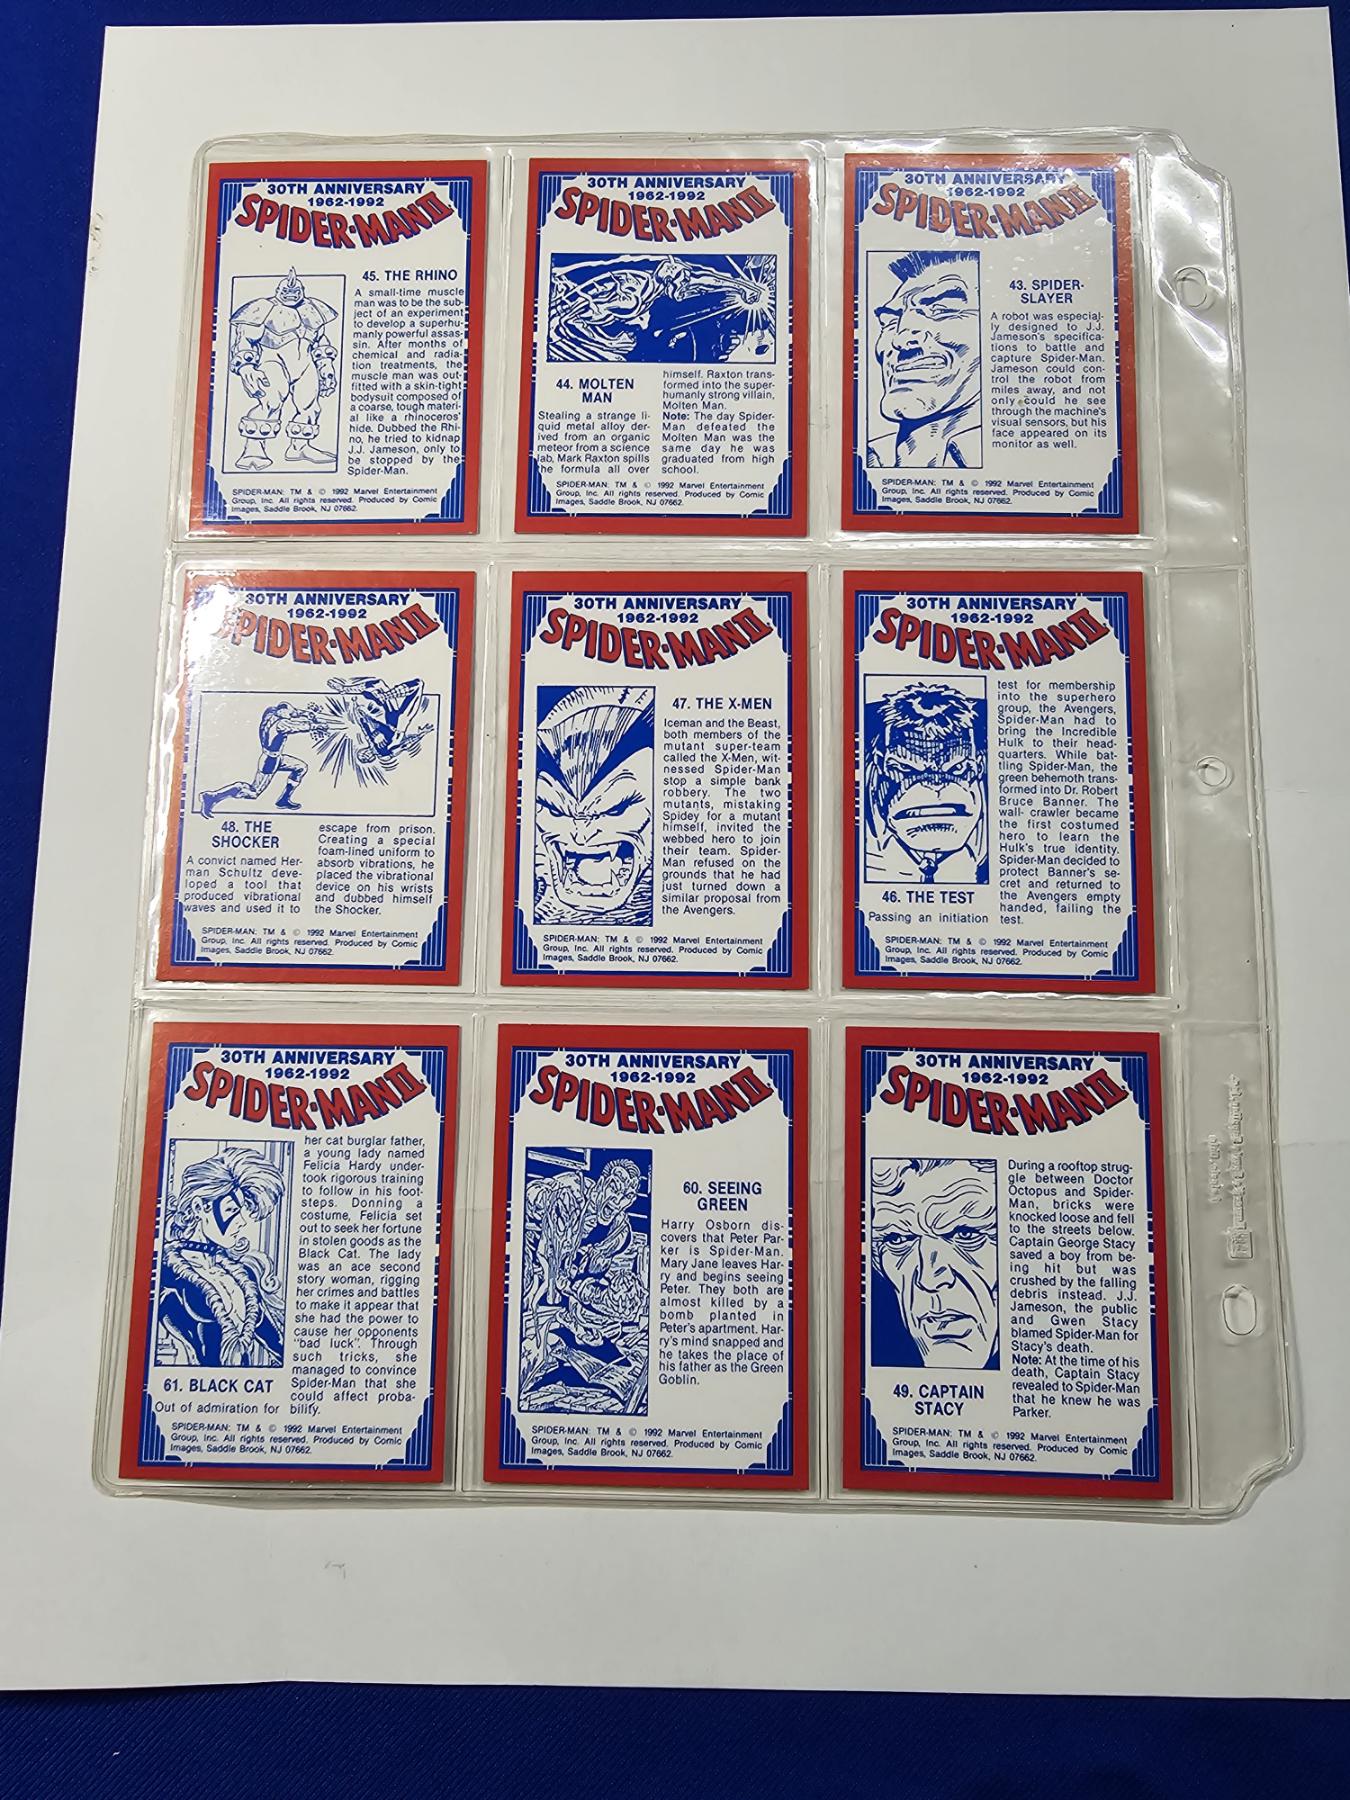 30TH ANNIVERSARY
1962-1992
SPIDER-MAN II
45. THE RHINO
A small-time muscle
man was to be the sub-
ject of an experiment
to develop a superhu-
manly powerful assas-
sin. After months of
chemical and radia-
tion treatments, the
muscle man was out-
fitted with a skin-tight
bodysuit composed of
a coarse, tough materi-
al like a rhinoceros'
hide. Dubbed the Rhi-
no, he tried to kidnap
J.J. Jameson, only to
be stopped by the
Spider-Man.
SPIDER-MAN: TM & © 1992 Marvel Entertainment
Group, Inc. All rights reserved. Produced by Comic
Images, Saddle Brook, NJ 07662.
30TH ANNIVERSARY
1962-1992
SPIDER-MAN II
44. MOLTEN
MAN
Stealing a strange li-
quid metal alloy der-
ived from an organic
meteor from a science
lab, Mark Raxton spills
the formula all over
himself. Raxton trans-
formed into the super-
humanly strong villain,
Molten Man.
Note: The day Spider-
Man defeated the
Molten Man was the
same day he was
graduated from high
school.
SPIDER-MAN: TM & © 1992 Marvel Entertainment
Group, Inc. All rights reserved. Produced by Comic
Images, Saddle Brook, NJ 07662.
30TH ANNIVERSARY
1962-1992
SPIDER-MAN II
43. SPIDER-
SLAYER
A robot was especial-
ly designed to J.J.
Jameson's specifica-
tions to battle and
capture Spider-Man.
Jameson could con-
trol the robot from
miles away, and not
only could he see
through the machine's
visual sensors, but his
face appeared on its
monitor as well.
SPIDER-MAN: TM & © 1992 Marvel Entertainment
Group, Inc. All rights reserved. Produced by Comic
Images, Saddle Brook, NJ 07662.
30TH ANNIVERSARY
1962-1992
SPIDER-MAN II
48. THE
SHOCKER
A convict named Her-
man Schultz deve-
loped a tool that
produced vibrational
waves and used it to
escape from prison.
Creating a special
foam-lined uniform to
absorb vibrations, he
placed the vibrational
device on his wrists
and dubbed himself
the Shocker.
SPIDER-MAN: TM & © 1992 Marvel Entertainment
Group, Inc. All rights reserved. Produced by Comic
Images, Saddle Brook, NJ 07662.
30TH ANNIVERSARY
1962-1992
SPIDER-MAN II
47. THE X-MEN
Iceman and the Beast,
both members of the
mutant super-team
called the X-Men, wit-
nessed Spider-Man
stop a simple bank
robbery. The two
mutants, mistaking
Spidey for a mutant
himself, invited the
webbed hero to join
their team. Spider-
Man refused on the
grounds that he had
just turned down a
similar proposal from
the Avengers.
SPIDER-MAN: TM & © 1992 Marvel Entertainment
Group, Inc. All rights reserved. Produced by Comic
Images, Saddle Brook, NJ 07662.
30TH ANNIVERSARY
1962-1992
SPIDER-MAN II
46. THE TEST
Passing an initiation
test for membership
into the superhero
group, the Avengers,
Spider-Man had to
bring the Incredible
Hulk to their head-
quarters. While bat-
tling Spider-Man, the
green behemoth trans-
formed into Dr. Robert
Bruce Banner. The
wall- crawler became
the first costumed
hero to learn the
Hulk's true identity.
Spider-Man decided to
protect Banner's se-
cret and returned to
the Avengers empty
handed, failing the
test.
SPIDER-MAN: TM & © 1992 Marvel Entertainment
Group, Inc. All rights reserved. Produced by Comic
Images, Saddle Brook, NJ 07662.
30TH ANNIVERSARY
1962-1992
SPIDER-MAN II
61. BLACK CAT
Out of admiration for
her cat burglar father,
a young lady named
Felicia Hardy under-
took rigorous training
to follow in his foot-
steps. Donning a
costume, Felicia set
out to seek her fortune
in stolen goods as the
Black Cat. The lady
was an ace second
story woman, rigging
her crimes and battles
to make it appear that
she had the power to
cause her opponents
"bad luck". Through
such tricks, she
managed to convince
Spider-Man that she
could affect proba-
bility.
SPIDER-MAN: TM & © 1992 Marvel Entertainment
Group, Inc. All rights reserved. Produced by Comic
Images, Saddle Brook, NJ 07662.
30TH ANNIVERSARY
1962-1992
SPIDER-MAN II
60. SEEING
GREEN
Harry Osborn dis-
covers that Peter Par-
ker is Spider-Man.
Mary Jane leaves Har-
ry and begins seeing
Peter. They both are
almost killed by a
bomb planted in
Peter's apartment. Har-
ry's mind snapped and
he takes the place of
his father as the Green
Goblin.
SPIDER-MAN: TM & © 1992 Marvel Entertainment
Group, Inc. All rights reserved. Produced by Comic
Images, Saddle Brook, NJ 07662.
30TH ANNIVERSARY
1962-1992
SPIDER-MAN II
49. CAPTAIN
STACY
During a rooftop strug-
gle between Doctor
Octopus and Spider-
Man, bricks were
knocked loose and fell
to the streets below.
Captain George Stacy
saved a boy from be-
ing hit but was
crushed by the falling
debris instead. J.J.
Jameson, the public
and Gwen Stacy
blamed Spider-Man for
Stacy's death.
Note: At the time of his
death, Captain Stacy
revealed to Spider-Man
that he knew he was
Parker.
SPIDER-MAN: TM & © 1992 Marvel Entertainment
Group, Inc. All rights reserved. Produced by Comic
Images, Saddle Brook, NJ 07662.